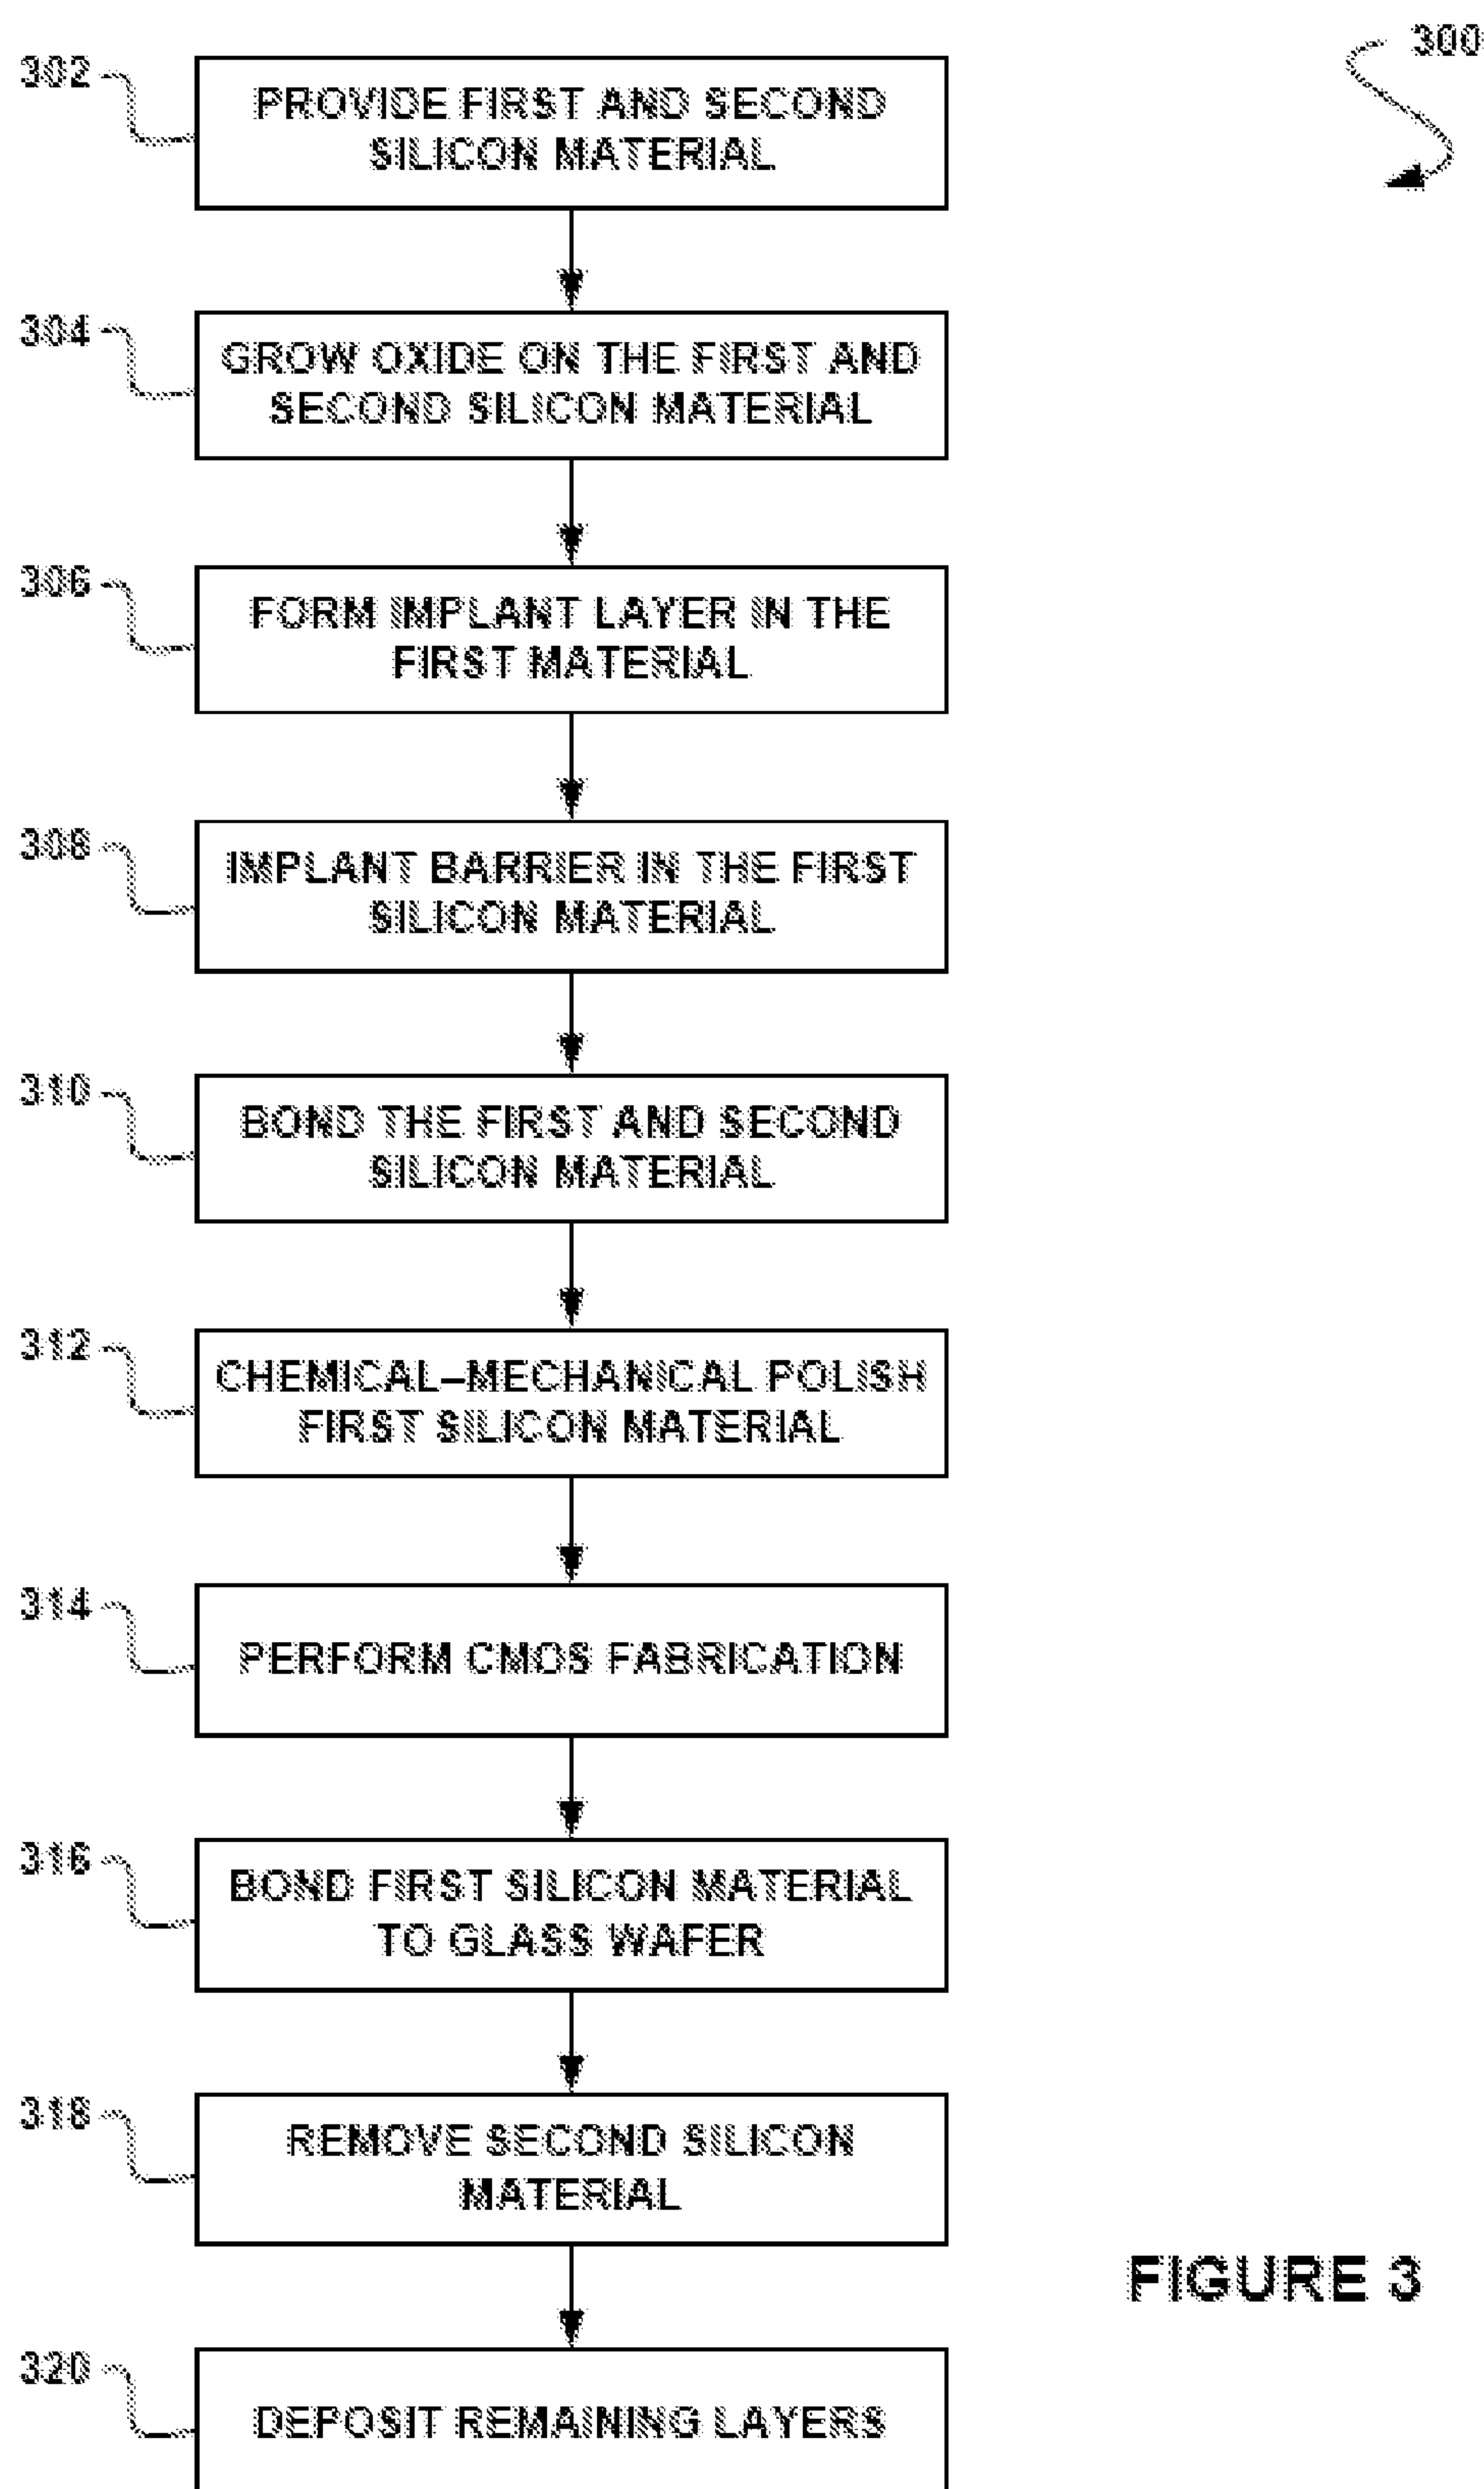 300
302
PROVIDE FIRST AND SECOND
SILICON MATERIAL
304
GROW OXIDE ON THE FIRST AND
SECOND SILICON MATERIAL
306
FORM IMPLANT LAYER IN THE
FIRST MATERIAL
308
IMPLANT BARRIER IN THE FIRST
SILICON MATERIAL
310
BOND THE FIRST AND SECOND
SILICON MATERIAL
312
CHEMICAL–MECHANICAL POLISH
FIRST SILICON MATERIAL
314
PERFORM CMOS FABRICATION
316
BOND FIRST SILICON MATERIAL
TO GLASS WAFER
318
REMOVE SECOND SILICON
MATERIAL
320
DEPOSIT REMAINING LAYERS
FIGURE 3